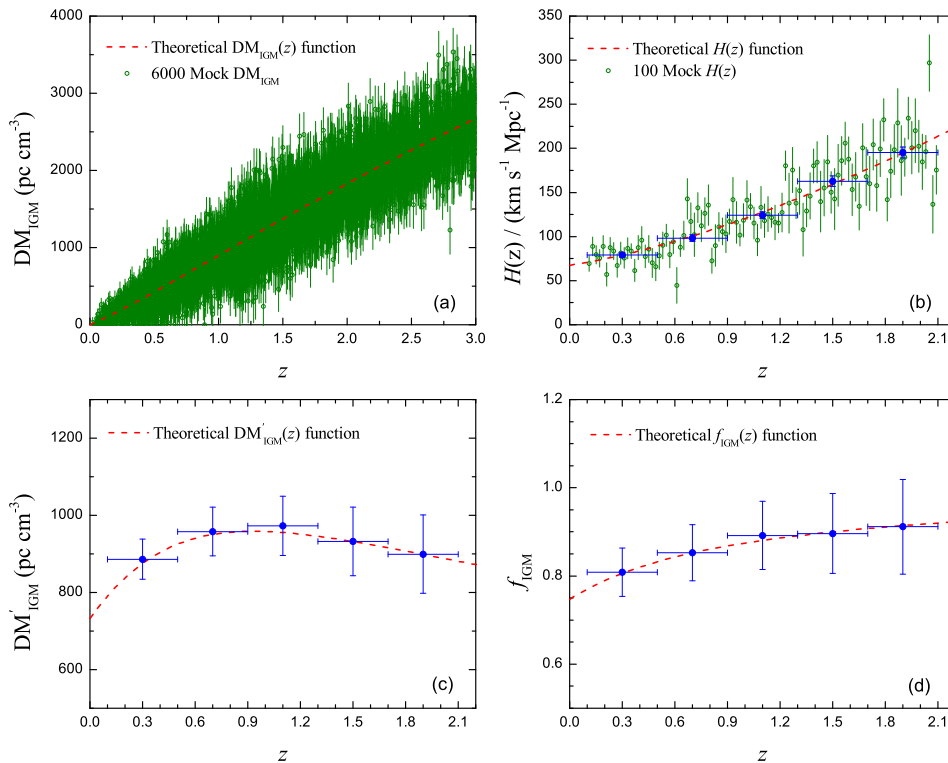 4000
3000
2000
1000
0
0.0 0.5 1.0 1.5 2.0 2.5 3.0
DM_IGM (pc cm⁻³)
z
Theoretical DM_IGM(z) function
6000 Mock DM_IGM
(a)
350
300
250
200
150
100
50
0
0.0 0.3 0.6 0.9 1.2 1.5 1.8 2.1
H(z) / (km s⁻¹ Mpc⁻¹)
z
Theoretical H(z) function
100 Mock H(z)
(b)
1200
1000
800
600
0.0 0.3 0.6 0.9 1.2 1.5 1.8 2.1
DM'_IGM (pc cm⁻³)
z
Theoretical DM'_IGM(z) function
(c)
1.2
1.0
0.8
0.6
0.0 0.3 0.6 0.9 1.2 1.5 1.8 2.1
f_IGM
z
Theoretical f_IGM(z) function
(d)